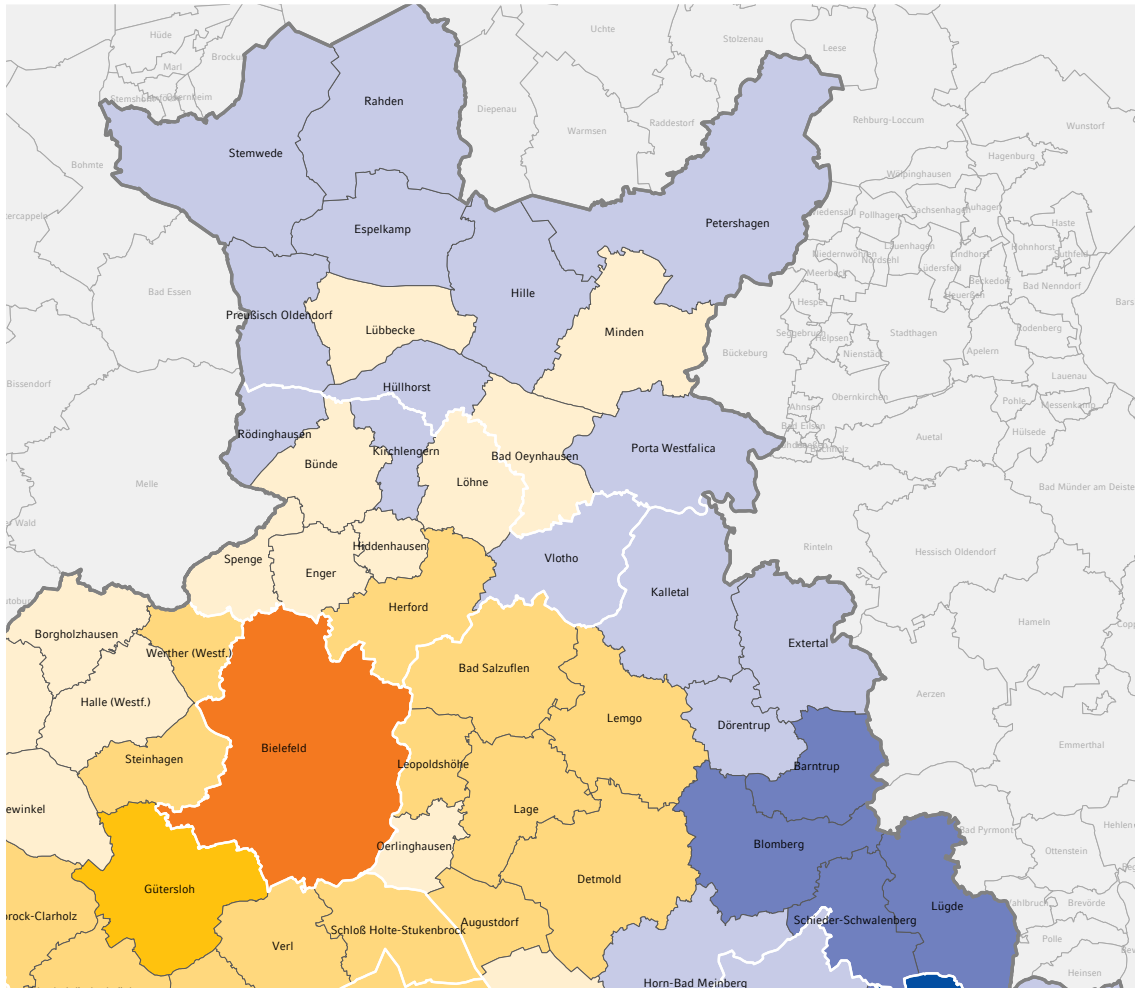 Hüde
Uchte
Stolzenau
Leese
Marl
Rahden
Diepenau
Warmsen
Raddestorf
Rehburg-Loccum
Wunstorf
Stemwede
Bohmte
Hagenburg
Wölpinghausen
Petershagen
Espelkamp
Pollhagen
Sachsenhagen
Auhagen
Haste
Niedernwöhren
Nordsehl
Lauenhagen
Lindhorst
Hohnhorst
Suthfeld
Lüdersfeld
Meerbeck
Beckedorf
Bad Nenndorf
Heuerßen
Bad Essen
Hille
Hespe
Preußisch Oldendorf
Lübbecke
Minden
Seggebruch
Helpsen
Stadthagen
Rodenberg
Nienstädt
Bückeburg
Apelern
Lauenau
Bissendorf
Hüllhorst
Obernkirchen
Ahnsen
Pohle
Messenkamp
Bad Eilsen
Hülsede
Auetal
Rödinghausen
Kirchlengern
Bad Oeynhausen
Porta Westfalica
Buchholz
Bünde
Löhne
Melle
Bad Münder am Deister
Rinteln
Hessisch Oldendorf
Hiddenhausen
Spenge
Enger
Vlotho
Kalletal
Herford
Borgholzhausen
Hameln
Extertal
Werther (Westf.)
Bad Salzuflen
Aerzen
Halle (Westf.)
Lemgo
Dörentrup
Bielefeld
Emmerthal
Steinhagen
Leopoldshöhe
Barntrup
ewinkel
Lage
Oerlinghausen
Blomberg
Bad Pyrmont
Ottenstein
Gütersloh
Detmold
Vahlbruch
Brevörde
rock-Clarholz
Lügde
Augustdorf
Schieder-Schwalenberg
Schloß Holte-Stukenbrock
Verl
Polle
Heinsen
Horn-Bad Meinberg